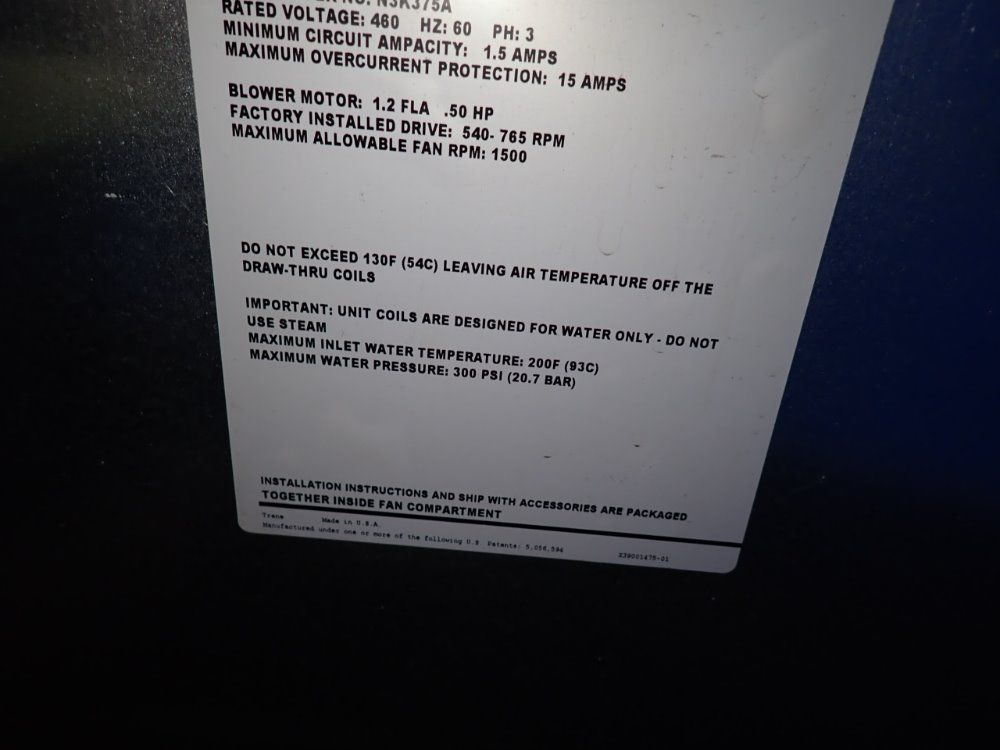 NO: N3K375A
RATED VOLTAGE: 460 HZ: 60 PH: 3
MINIMUM CIRCUIT AMPACITY: 1.5 AMPS
MAXIMUM OVERCURRENT PROTECTION: 15 AMPS
BLOWER MOTOR: 1.2 FLA .50 HP
FACTORY INSTALLED DRIVE: 540- 765 RPM
MAXIMUM ALLOWABLE FAN RPM: 1500
DO NOT EXCEED 130F (54C) LEAVING AIR TEMPERATURE OFF THE
DRAW-THRU COILS
IMPORTANT: UNIT COILS ARE DESIGNED FOR WATER ONLY - DO NOT
USE STEAM
MAXIMUM INLET WATER TEMPERATURE: 200F (93C)
MAXIMUM WATER PRESSURE: 300 PSI (20.7 BAR)
INSTALLATION INSTRUCTIONS AND SHIP WITH ACCESSORIES ARE PACKAGED
TOGETHER INSIDE FAN COMPARTMENT
Trane Made in U.S.A.
Manufactured under one or more of the following U.S. Patents: 5,056,394 X39001475-01